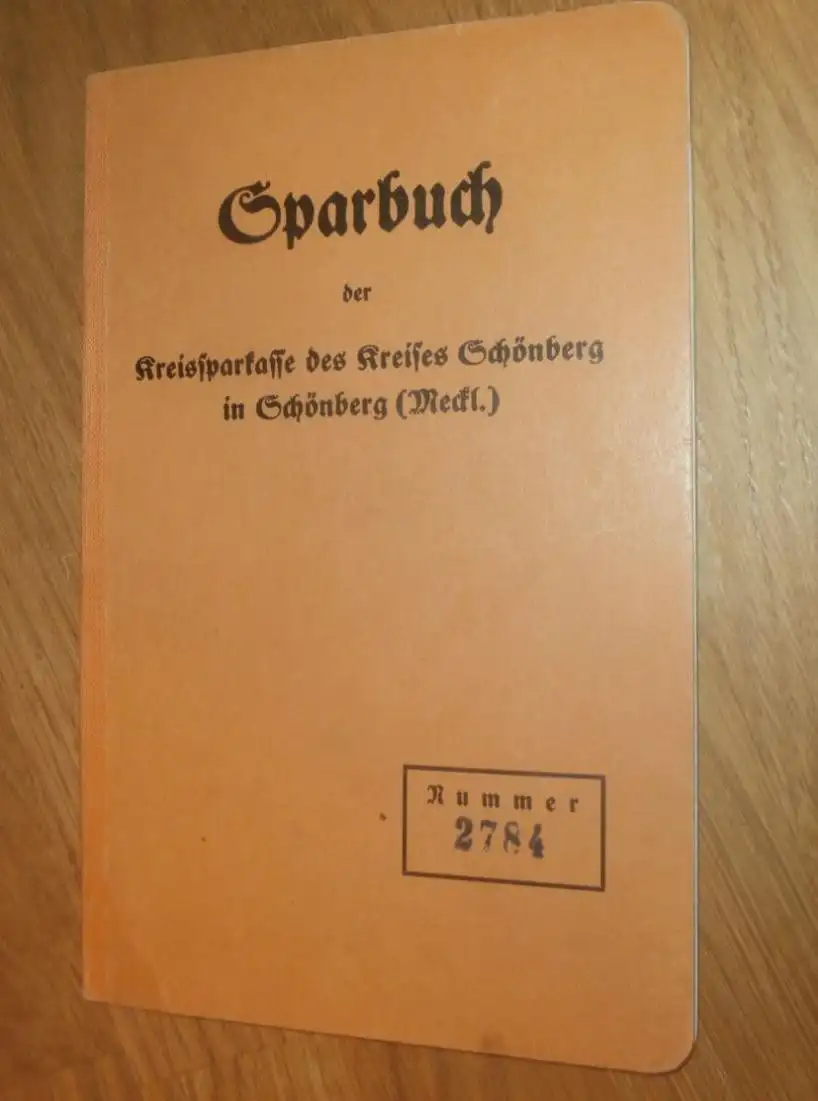 Sparbuch
der
Kreissparkasse des Kreises Schönberg
in Schönberg (Meckl.)
Nummer
2784